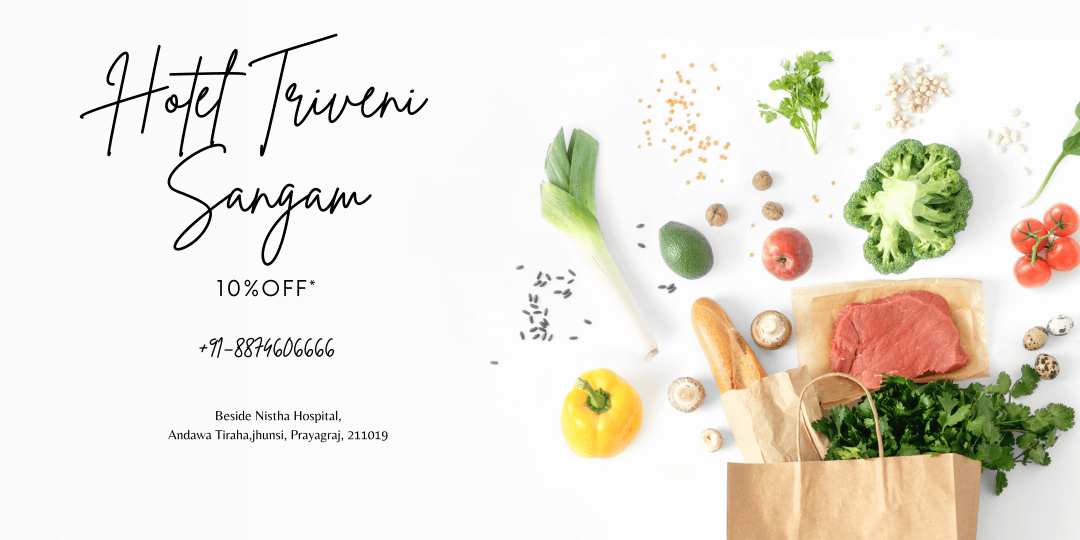 Hotel Triveni
Sangam
10%OFF*
+91-8874606666
Beside Nistha Hospital,
Andawa Tiraha,jhunsi, Prayagraj, 211019